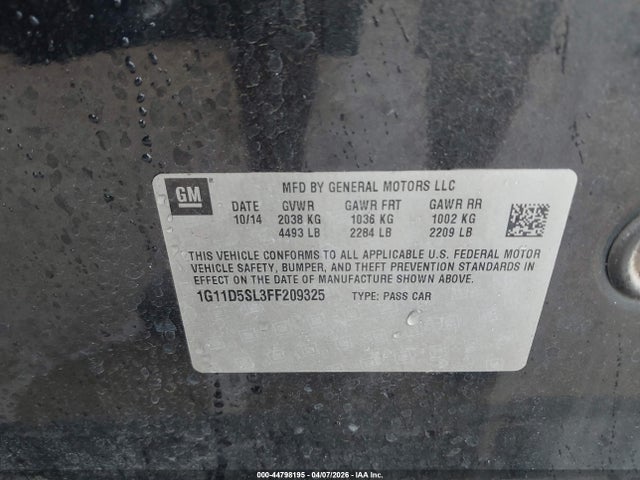 GM
MFD BY GENERAL MOTORS LLC
DATE GVWR GAWR FRT GAWR RR
10/14 2038 KG 1036 KG 1002 KG
4493 LB 2284 LB 2209 LB
THIS VEHICLE CONFORMS TO ALL APPLICABLE U.S. FEDERAL MOTOR
VEHICLE SAFETY, BUMPER, AND THEFT PREVENTION STANDARDS IN
EFFECT ON THE DATE OF MANUFACTURE SHOWN ABOVE.
1G11D5SL3FF209325 TYPE: PASS CAR
000-44798195 - 04/07/2026 - IAA Inc.